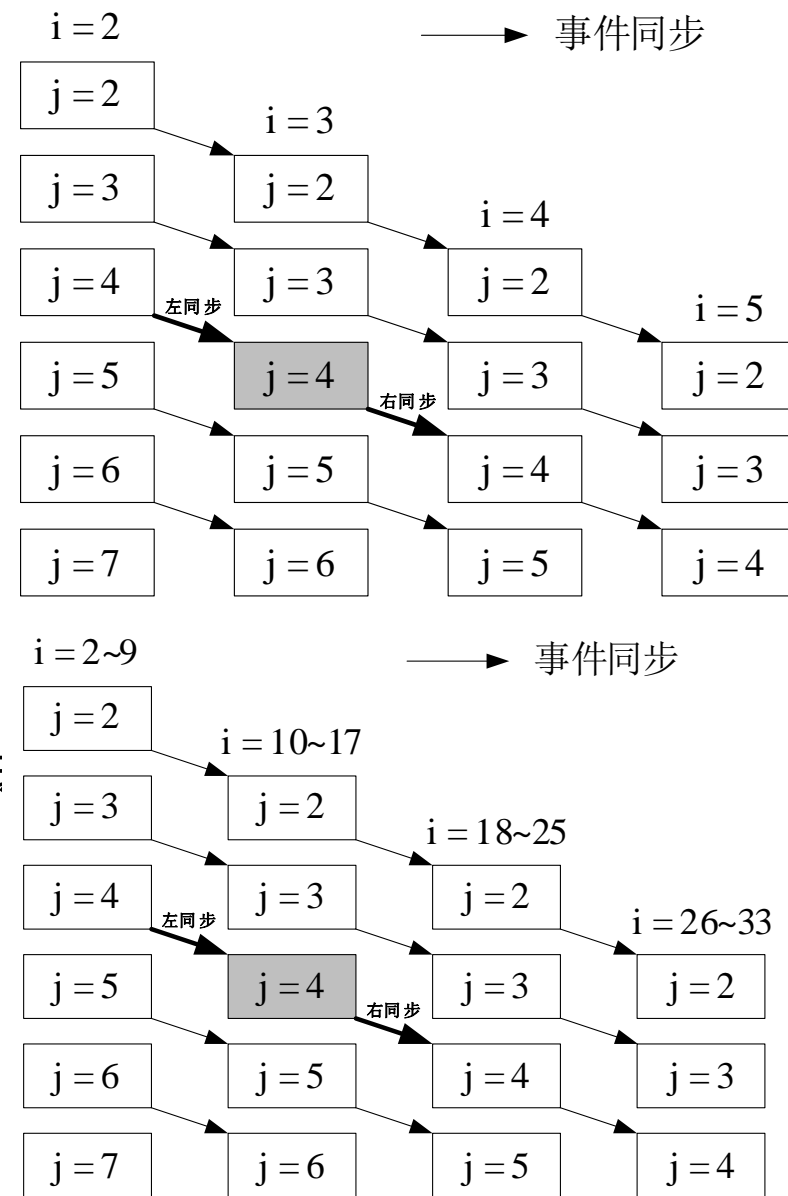 i = 2
事件同步
j = 2
i = 3
j = 3
j = 2
i = 4
j = 4
左同步
j = 3
j = 2
i = 5
j = 5
j = 4
右同步
j = 3
j = 2
j = 6
j = 5
j = 4
j = 3
j = 7
j = 6
j = 5
j = 4
i = 2~9
事件同步
j = 2
i = 10~17
j = 3
j = 2
i = 18~25
j = 4
左同步
j = 3
j = 2
i = 26~33
j = 5
j = 4
右同步
j = 3
j = 2
j = 6
j = 5
j = 4
j = 3
j = 7
j = 6
j = 5
j = 4